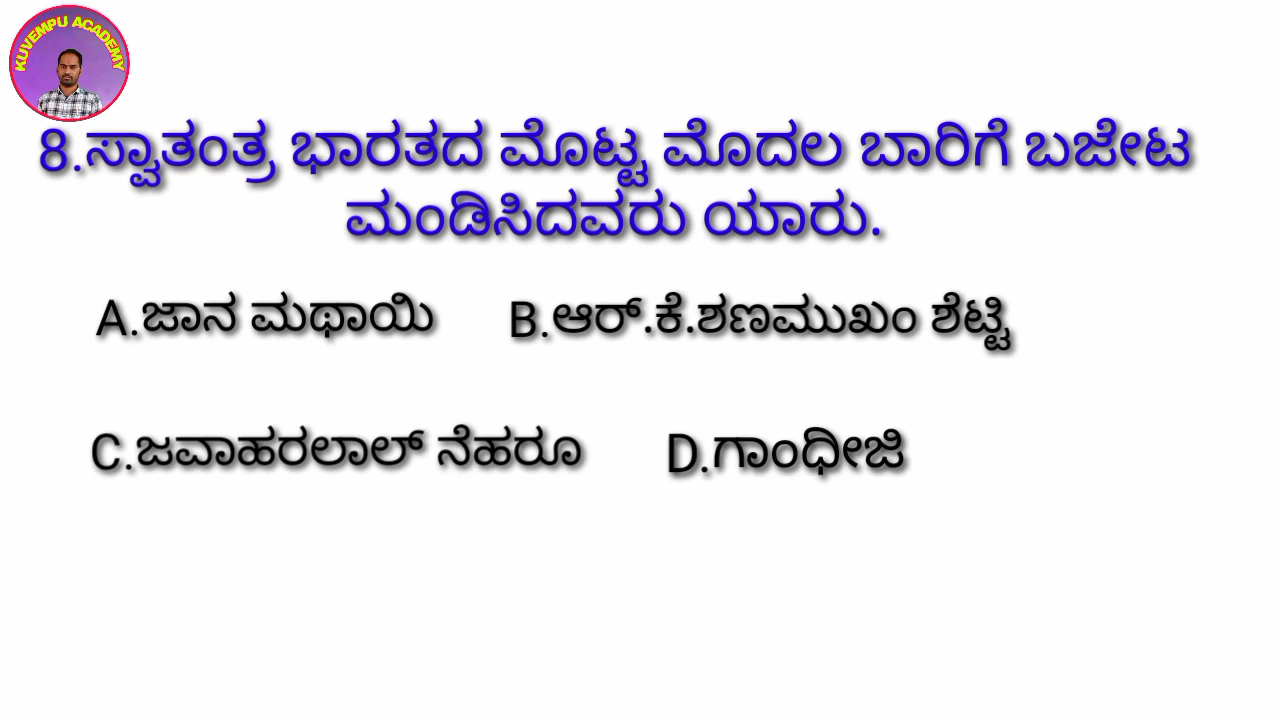 KUVEMPU ACADEMY
8.ಸ್ವಾತಂತ್ರ ಭಾರತದ ಮೊಟ್ಟ ಮೊದಲ ಬಾರಿಗೆ ಬಜೇಟ
ಮಂಡಿಸಿದವರು ಯಾರು.
A.ಜಾನ ಮಥಾಯಿ B.ಆರ್.ಕೆ.ಶಣಮುಖಂ ಶೆಟ್ಟಿ
C.ಜವಾಹರಲಾಲ್ ನೆಹರೂ D.ಗಾಂಧೀಜಿ